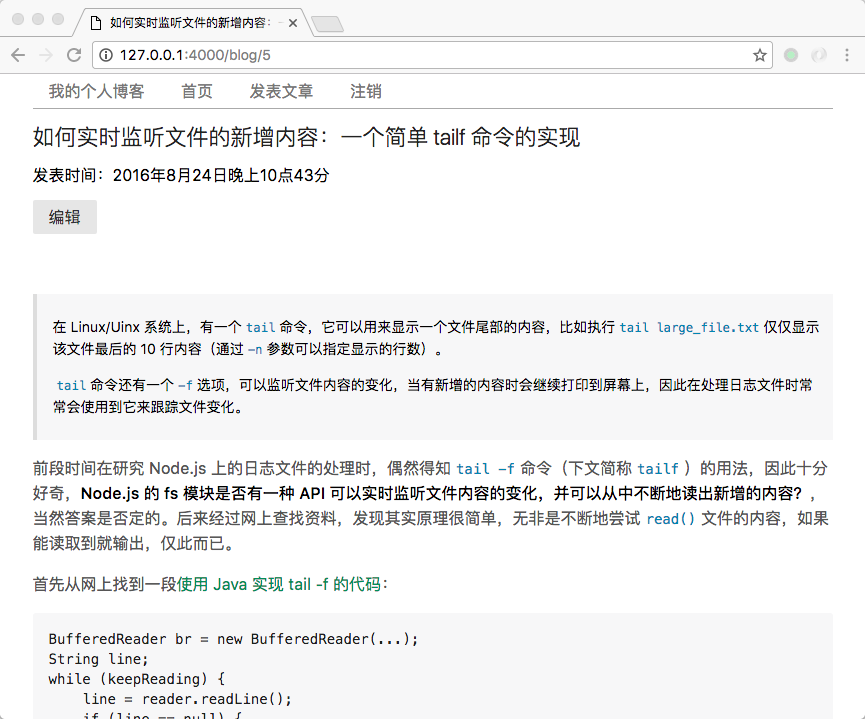 如何实时监听文件的新增内容：
127.0.0.1:4000/blog/5
我的个人博客 首页 发表文章 注销
如何实时监听文件的新增内容：一个简单 tailf 命令的实现
发表时间：2016年8月24日晚上10点43分
编辑
在 Linux/Uinx 系统上，有一个 tail 命令，它可以用来显示一个文件尾部的内容，比如执行 tail large_file.txt 仅仅显示
该文件最后的 10 行内容（通过 -n 参数可以指定显示的行数）。
tail 命令还有一个 -f 选项，可以监听文件内容的变化，当有新增的内容时会继续打印到屏幕上，因此在处理日志文件时常
常会使用到它来跟踪文件变化。
前段时间在研究 Node.js 上的日志文件的处理时，偶然得知 tail -f 命令（下文简称 tailf ）的用法，因此十分
好奇，Node.js 的 fs 模块是否有一种 API 可以实时监听文件内容的变化，并可以从中不断地读出新增的内容？，
当然答案是否定的。后来经过网上查找资料，发现其实原理很简单，无非是不断地尝试 read() 文件的内容，如果
能读取到就输出，仅此而已。
首先从网上找到一段使用 Java 实现 tail -f 的代码：
BufferedReader br = new BufferedReader(...);
String line;
while (keepReading) {
    line = reader.readLine();
    if (line == null) {